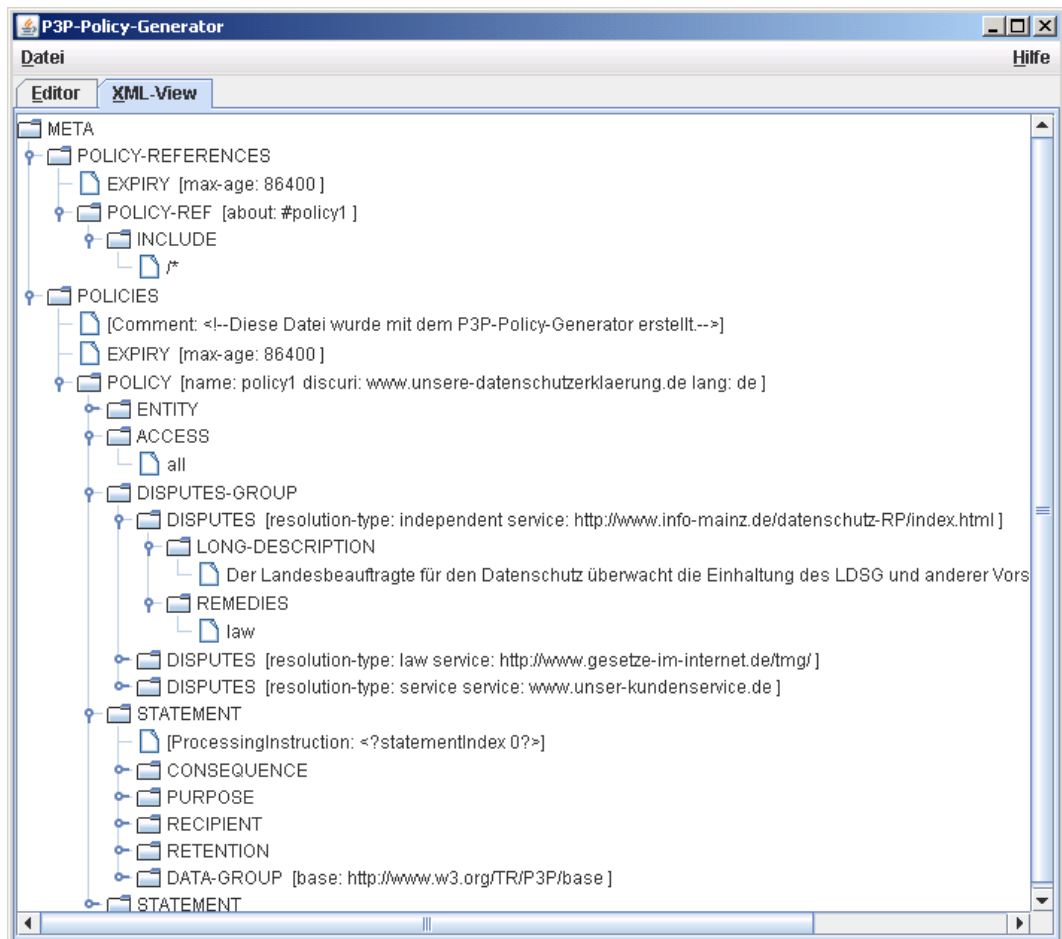 P3P-Policy-Generator
Datei Hilfe
Editor XML-View
META
POLICY-REFERENCES
EXPIRY [max-age: 86400 ]
POLICY-REF [about: #policy1 ]
INCLUDE
/*
POLICIES
[Comment: <!--Diese Datei wurde mit dem P3P-Policy-Generator erstellt.-->]
EXPIRY [max-age: 86400 ]
POLICY [name: policy1 discuri: www.unsere-datenschutzerklaerung.de lang: de ]
ENTITY
ACCESS
all
DISPUTES-GROUP
DISPUTES [resolution-type: independent service: http://www.info-mainz.de/datenschutz-RP/index.html ]
LONG-DESCRIPTION
Der Landesbeauftragte für den Datenschutz überwacht die Einhaltung des LDSG und anderer Vors
REMEDIES
law
DISPUTES [resolution-type: law service: http://www.gesetze-im-internet.de/tmg/ ]
DISPUTES [resolution-type: service service: www.unser-kundenservice.de ]
STATEMENT
[ProcessingInstruction: <?statementIndex 0?>]
CONSEQUENCE
PURPOSE
RECIPIENT
RETENTION
DATA-GROUP [base: http://www.w3.org/TR/P3P/base ]
STATEMENT